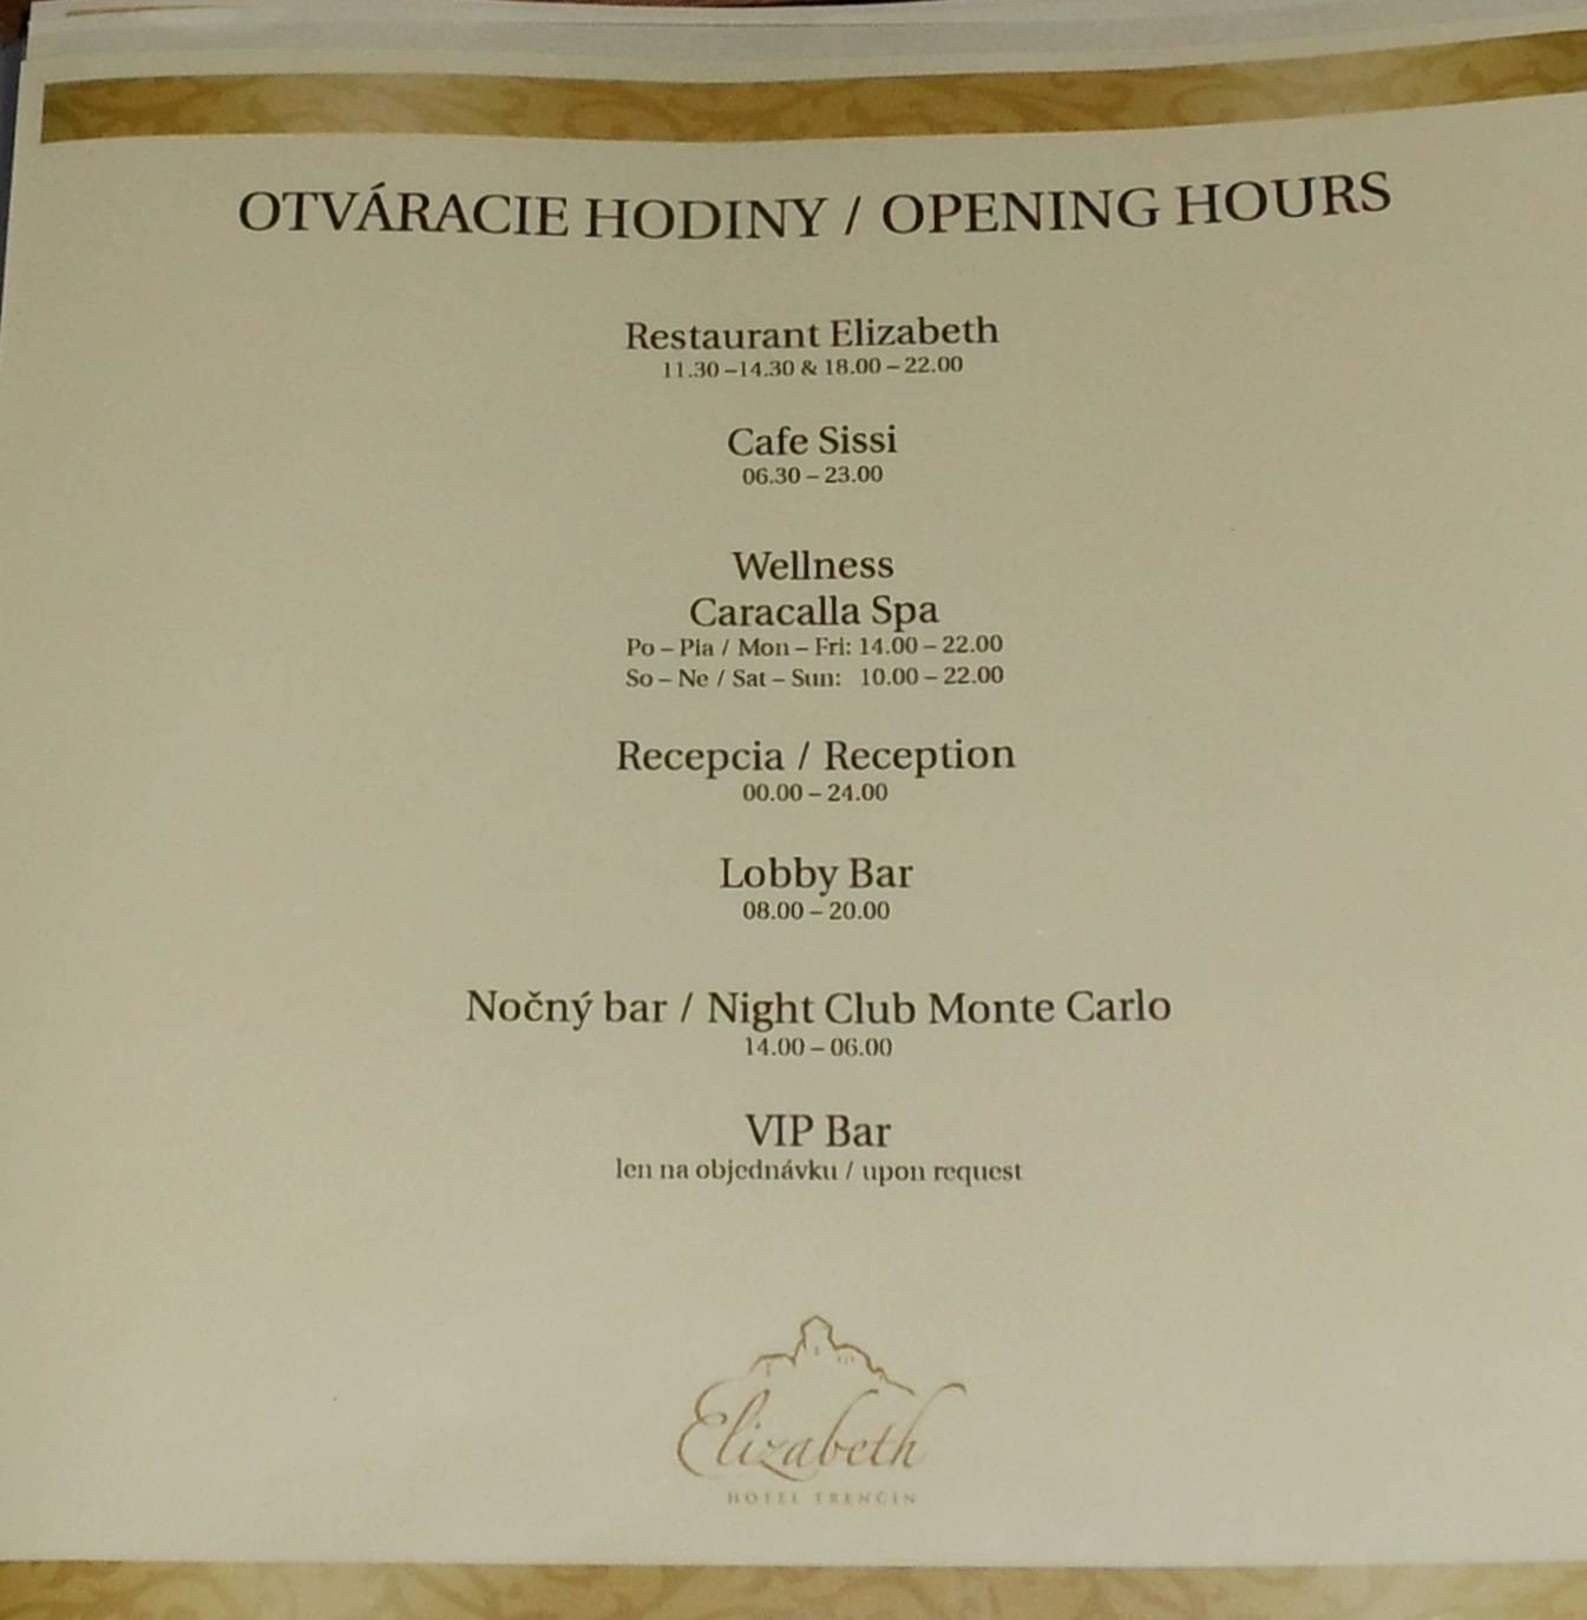 OTVÁRACIE HODINY / OPENING HOURS
Restaurant Elizabeth
11.30 –14.30 & 18.00 – 22.00
Cafe Sissi
06.30 – 23.00
Wellness
Caracalla Spa
Po – Pia / Mon – Fri: 14.00 – 22.00
So – Ne / Sat – Sun: 10.00 – 22.00
Recepcia / Reception
00.00 – 24.00
Lobby Bar
08.00 – 20.00
Nočný bar / Night Club Monte Carlo
14.00 – 06.00
VIP Bar
len na objednávku / upon request
Elizabeth
HOTEL TRENČÍN